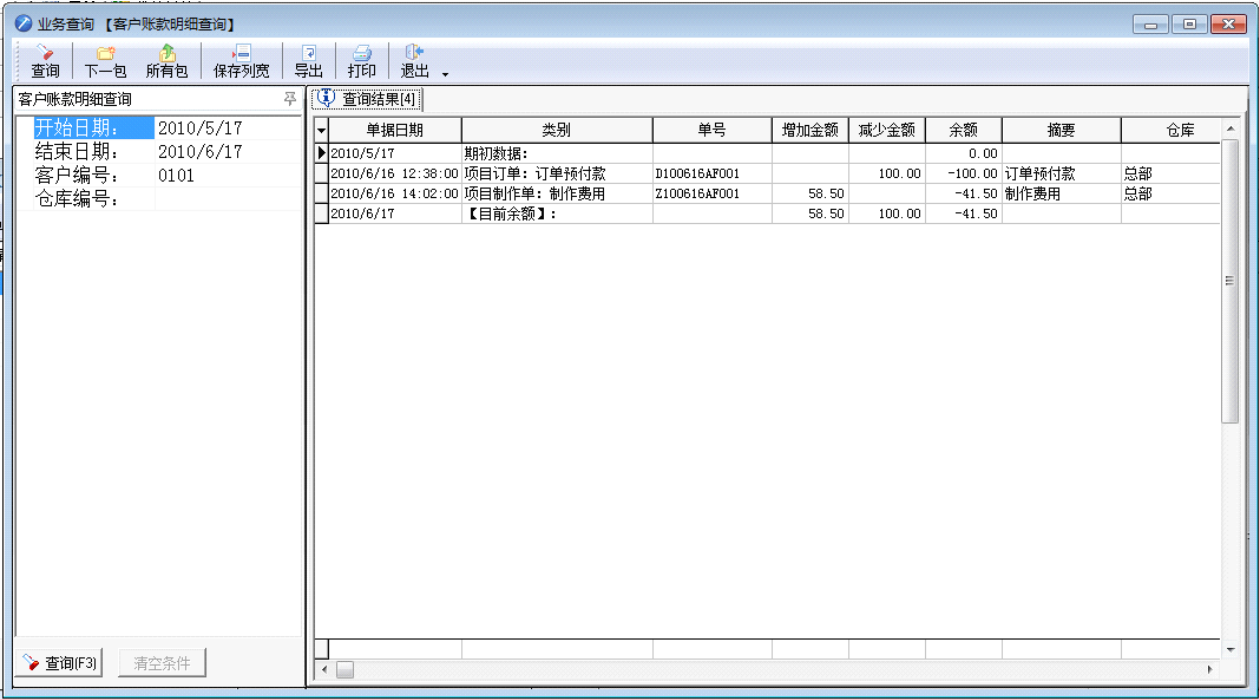 业务查询 【客户账款明细查询】
查询 下一包 所有包 保存列宽 导出 打印 退出
客户账款明细查询
开始日期： 2010/5/17
结束日期： 2010/6/17
客户编号： 0101
仓库编号：
查询(F3) 清空条件
查询结果[4]
单据日期 类别 单号 增加金额 减少金额 余额 摘要 仓库
2010/5/17 期初数据： 0.00
2010/6/16 12:38:00 项目订单：订单预付款 D100616AF001 100.00 -100.00 订单预付款 总部
2010/6/16 14:02:00 项目制作单：制作费用 Z100616AF001 58.50 -41.50 制作费用 总部
2010/6/17 【目前余额】： 58.50 100.00 -41.50